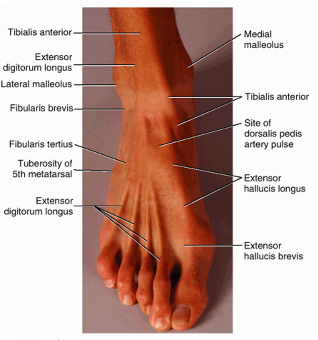 Tibialis anterior
Extensor
digitorum longus
Lateral malleolus
Fibularis brevis
Fibularis tertius
Tuberosity of
5th metatarsal
Extensor
digitorum longus
Medial
malleolus
Tibialis anterior
Site of
dorsalis pedis
artery pulse
Extensor
hallucis longus
Extensor
hallucis brevis